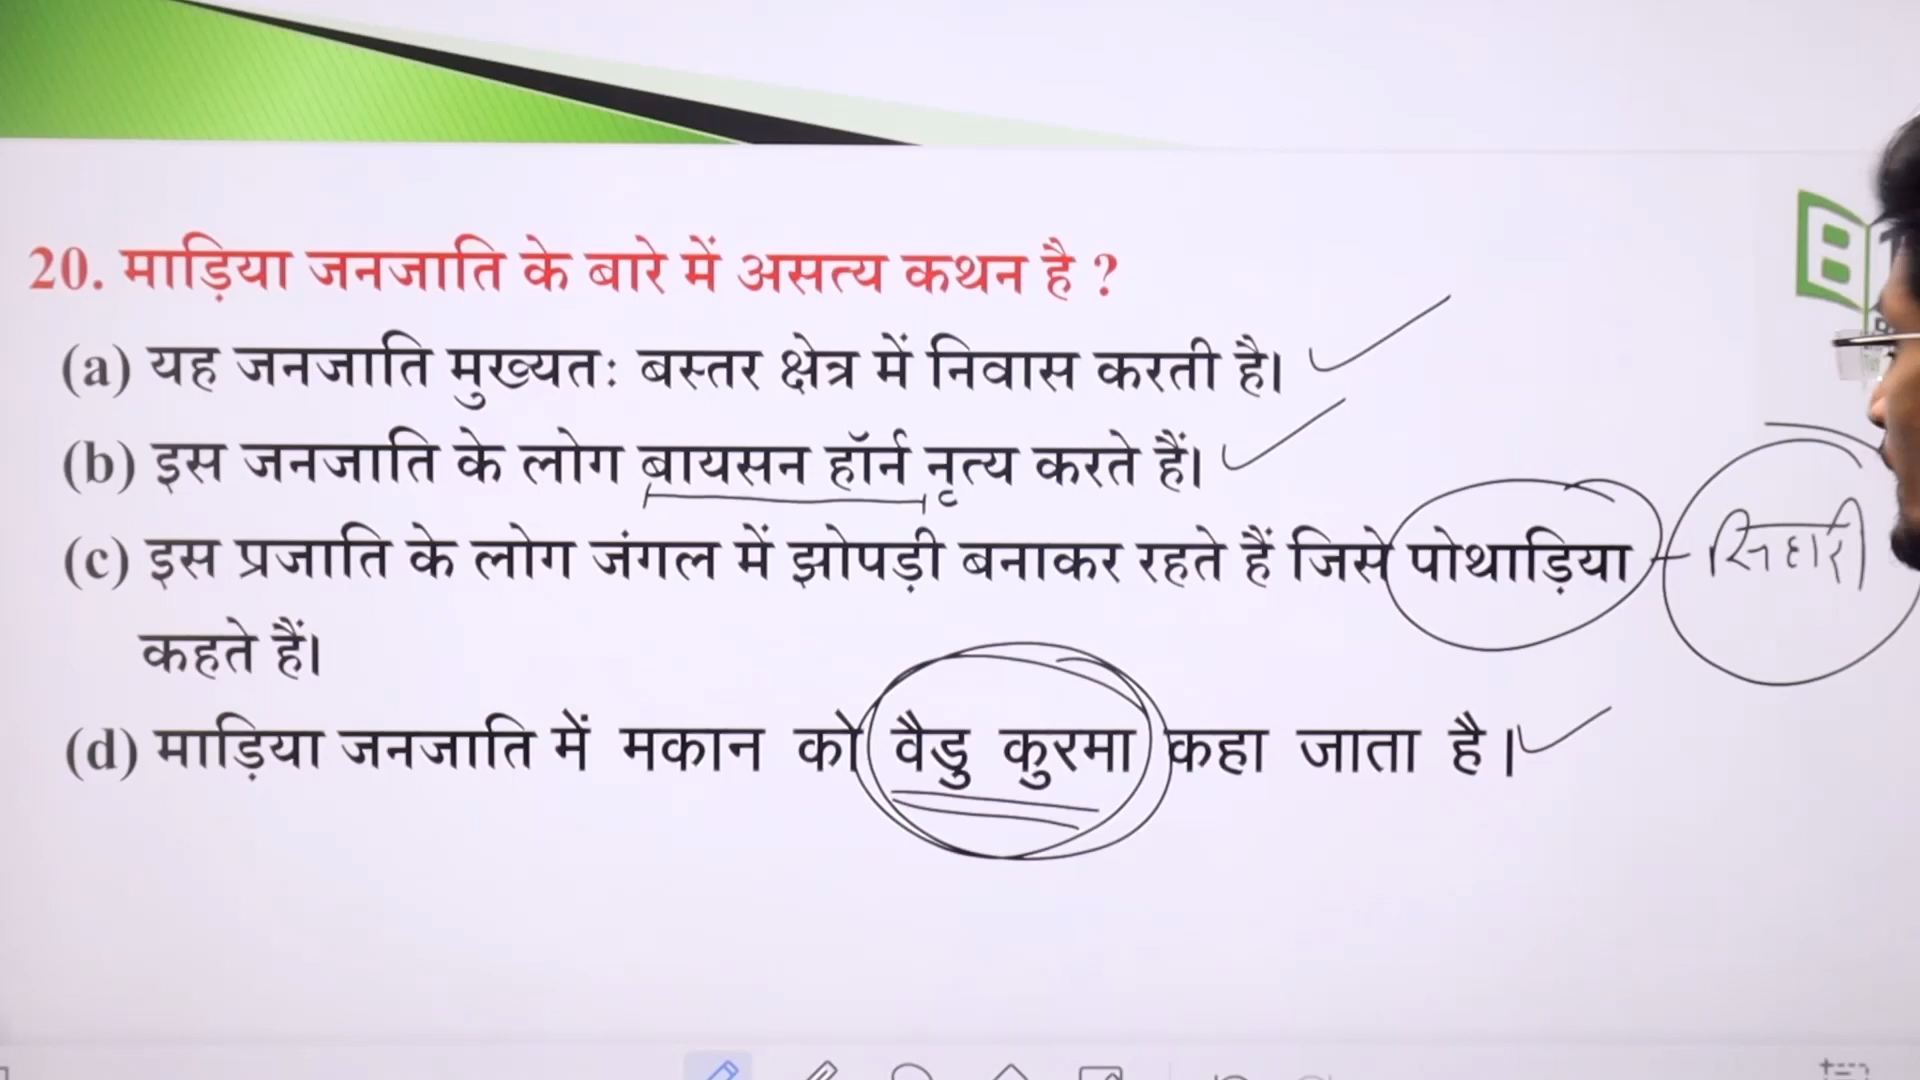 20. माड़िया जनजाति के बारे में असत्य कथन है ?
(a) यह जनजाति मुख्यतः बस्तर क्षेत्र में निवास करती है।
(b) इस जनजाति के लोग बायसन हॉर्न नृत्य करते हैं।
(c) इस प्रजाति के लोग जंगल में झोपड़ी बनाकर रहते हैं जिसे पोथाड़िया
कहते हैं।
(d) माड़िया जनजाति में मकान को वैडु कुरमा कहा जाता है।